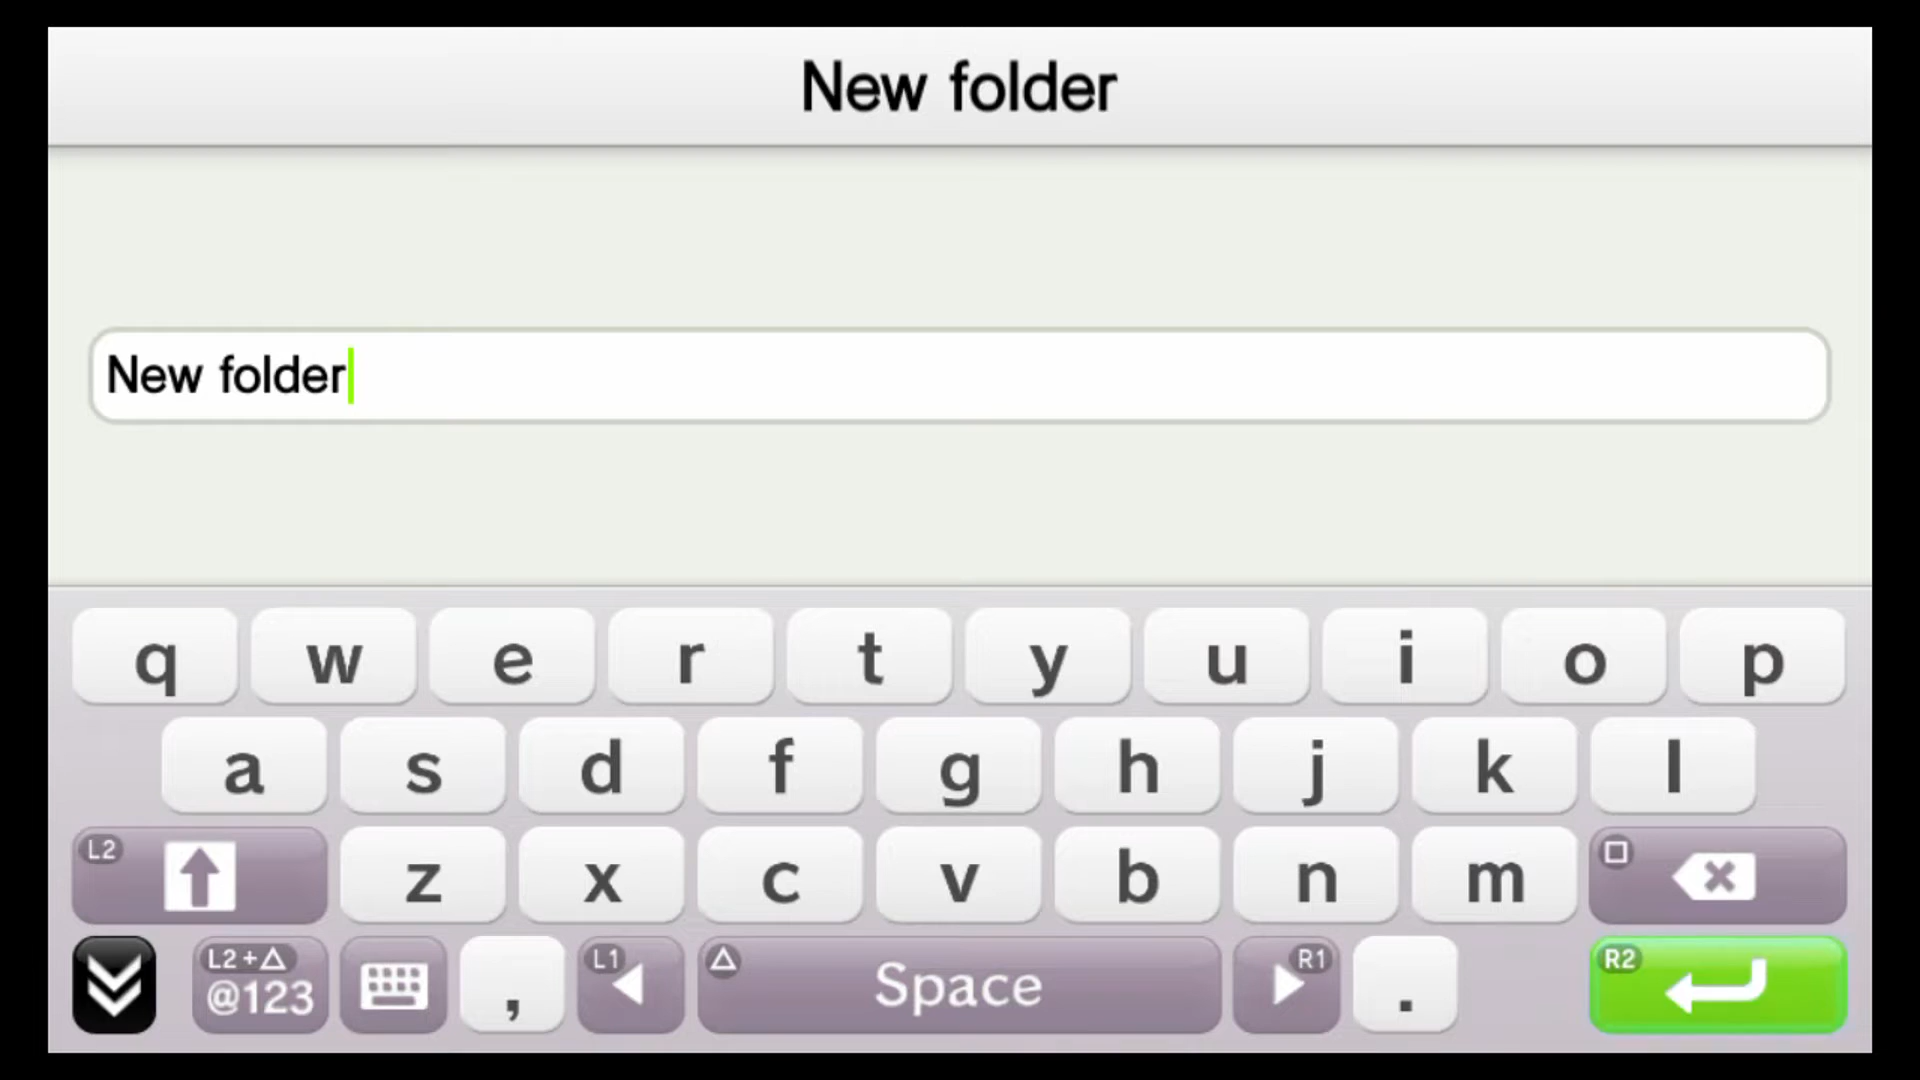 New folder
New folder
q w e r t y u i o p
a s d f g h j k l
L2 z x c v b n m
L2+△ @123 , L1 △ Space R1 . R2